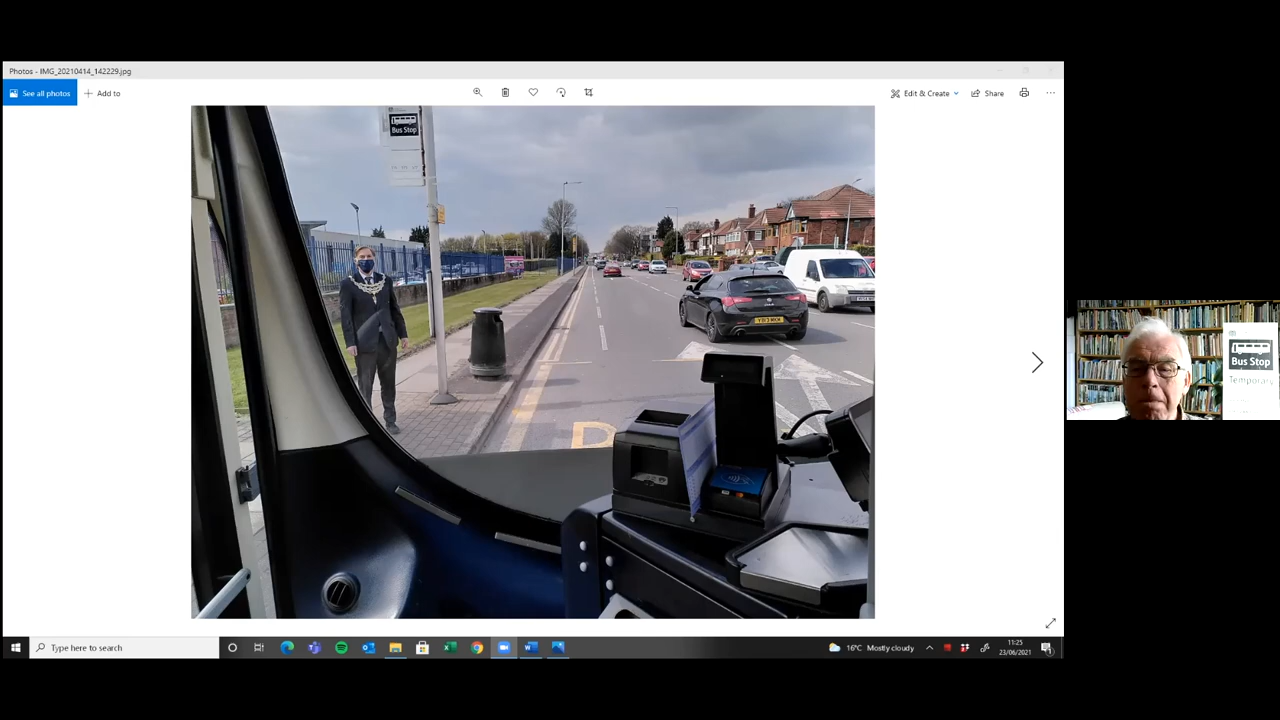 Photos - IMG_20210414_142229.jpg
See all photos
Add to
Edit & Create
Share
Bus Stop
Bus Stop
Temporary
Type here to search
16°C Mostly cloudy
11:25
23/06/2021